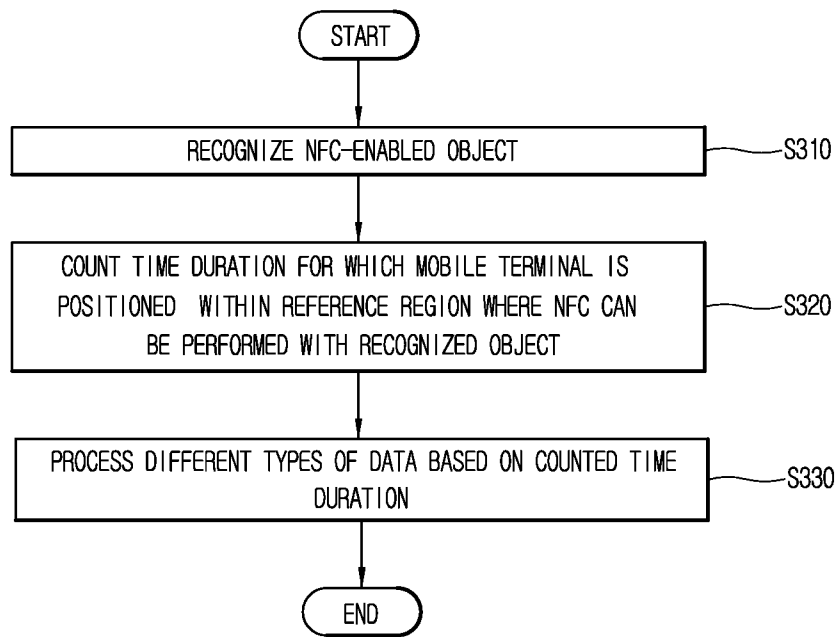 START
RECOGNIZE NFC-ENABLED OBJECT
S310
COUNT TIME DURATION FOR WHICH MOBILE TERMINAL IS
POSITIONED WITHIN REFERENCE REGION WHERE NFC CAN
BE PERFORMED WITH RECOGNIZED OBJECT
S320
PROCESS DIFFERENT TYPES OF DATA BASED ON COUNTED TIME
DURATION
S330
END